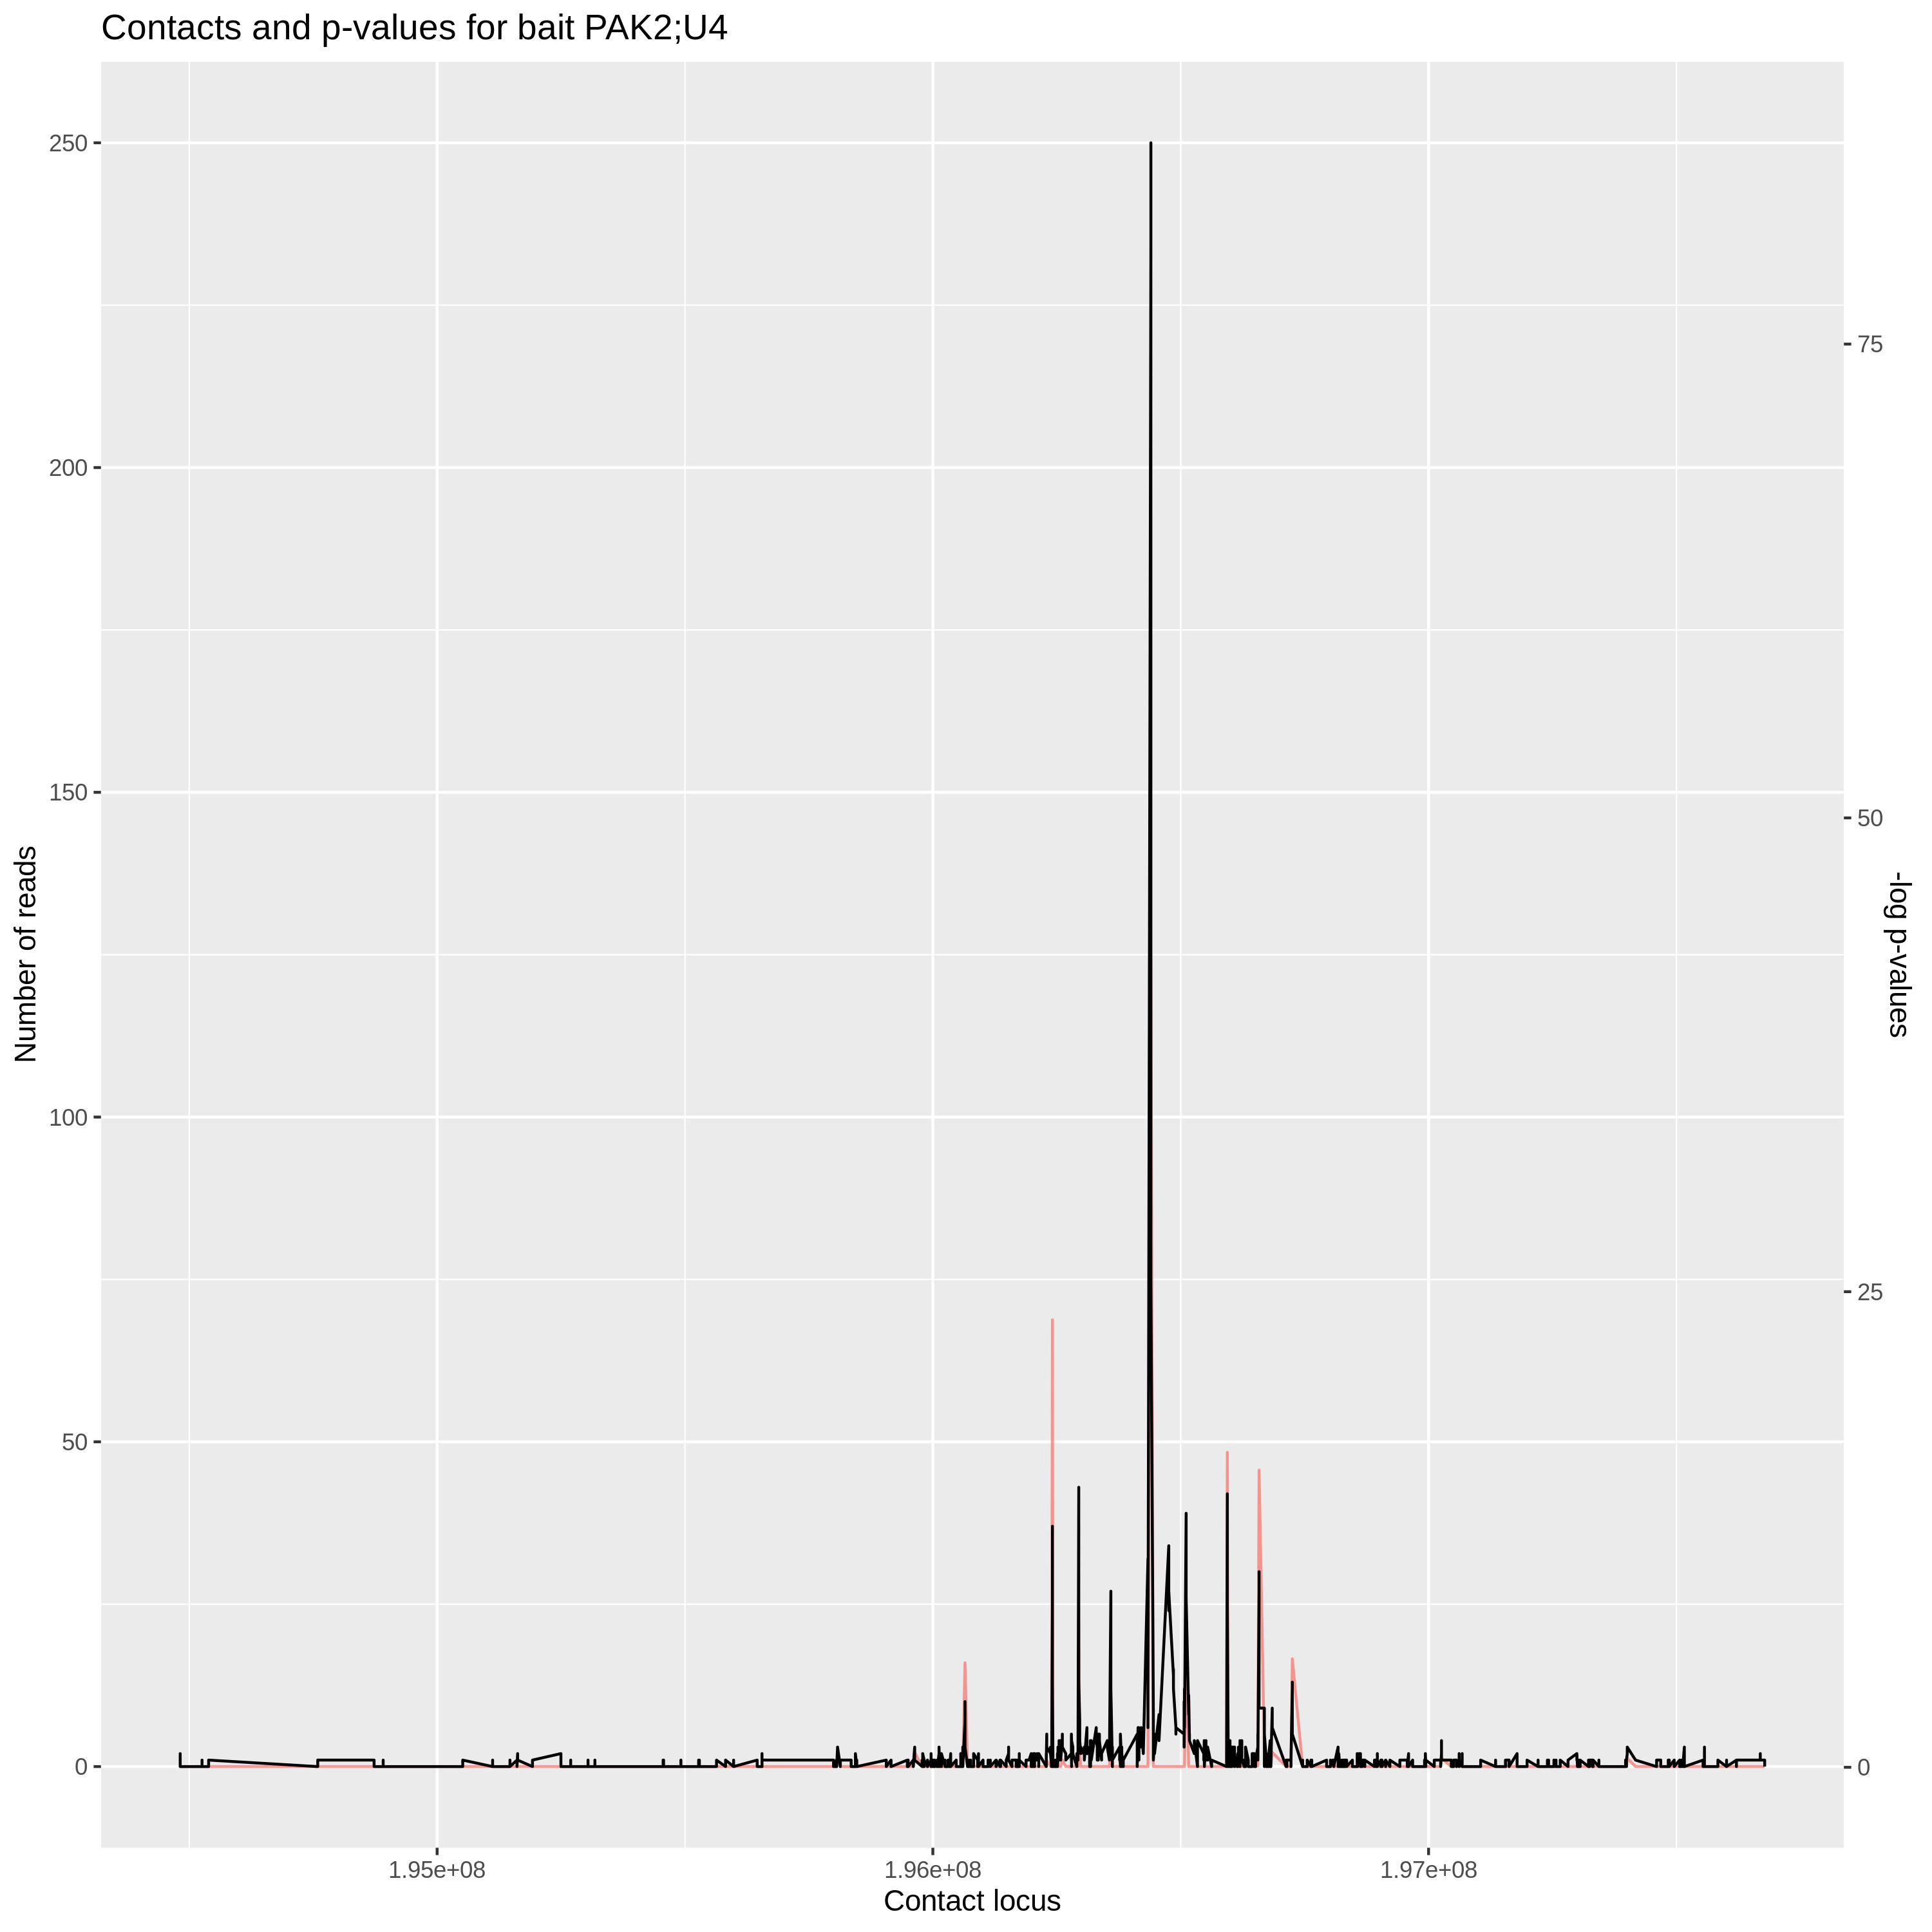 Contacts and p-values for bait PAK2;U4
250
200
150
100
50
0
Number of reads
75
50
25
0
-log p-values
1.95e+08
1.96e+08
1.97e+08
Contact locus